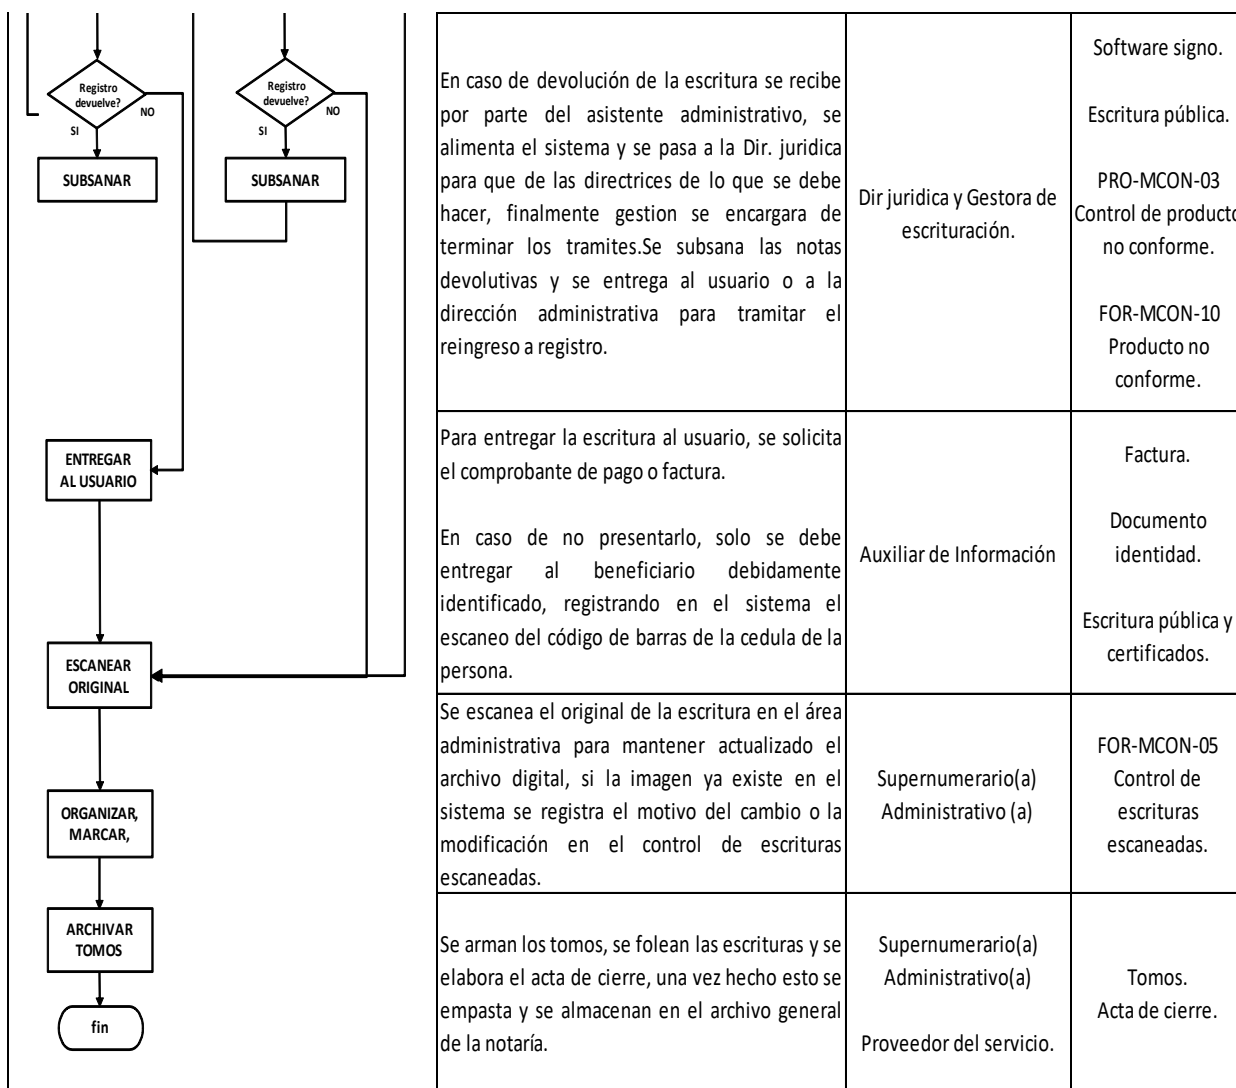 Registro
devuelve?
SI
NO
SUBSANAR
Registro
devuelve?
SI
NO
SUBSANAR
En caso de devolución de la escritura se recibe
por parte del asistente administrativo, se
alimenta el sistema y se pasa a la Dir. juridica
para que de las directrices de lo que se debe
hacer, finalmente gestion se encargara de
terminar los tramites.Se subsana las notas
devolutivas y se entrega al usuario o a la
dirección administrativa para tramitar el
reingreso a registro.
Dir juridica y Gestora de
escrituración.
Software signo.
Escritura pública.
PRO-MCON-03
Control de producto
no conforme.
FOR-MCON-10
Producto no
conforme.
ENTREGAR
AL USUARIO
Para entregar la escritura al usuario, se solicita
el comprobante de pago o factura.
En caso de no presentarlo, solo se debe
entregar al beneficiario debidamente
identificado, registrando en el sistema el
escaneo del código de barras de la cedula de la
persona.
Auxiliar de Información
Factura.
Documento
identidad.
Escritura pública y
certificados.
ESCANEAR
ORIGINAL
Se escanea el original de la escritura en el área
administrativa para mantener actualizado el
archivo digital, si la imagen ya existe en el
sistema se registra el motivo del cambio o la
modificación en el control de escrituras
escaneadas.
Supernumerario(a)
Administrativo (a)
FOR-MCON-05
Control de
escrituras
escaneadas.
ORGANIZAR,
MARCAR,
ARCHIVAR
TOMOS
fin
Se arman los tomos, se folean las escrituras y se
elabora el acta de cierre, una vez hecho esto se
empasta y se almacenan en el archivo general
de la notaría.
Supernumerario(a)
Administrativo(a)
Proveedor del servicio.
Tomos.
Acta de cierre.